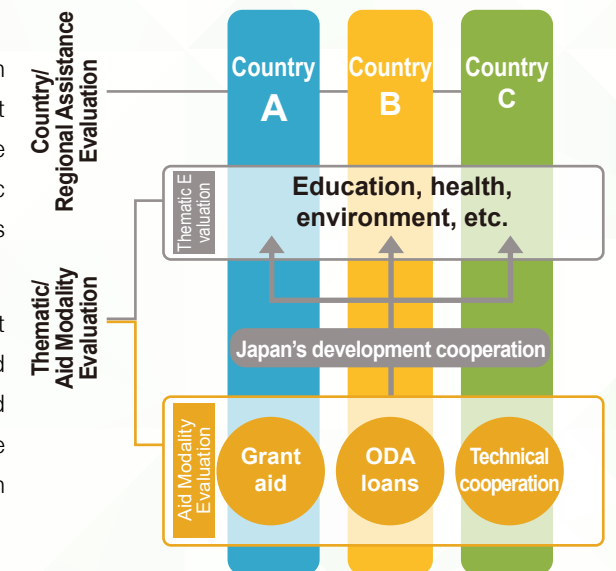 Country/
Regional Assistance
Evaluation
Country
A
Country
B
Country
C
Thematic E
valuation
Education, health,
environment, etc.
Thematic/
Aid Modality
Evaluation
Japan's development cooperation
Aid Modality
Evaluation
Grant
aid
ODA
loans
Technical
cooperation